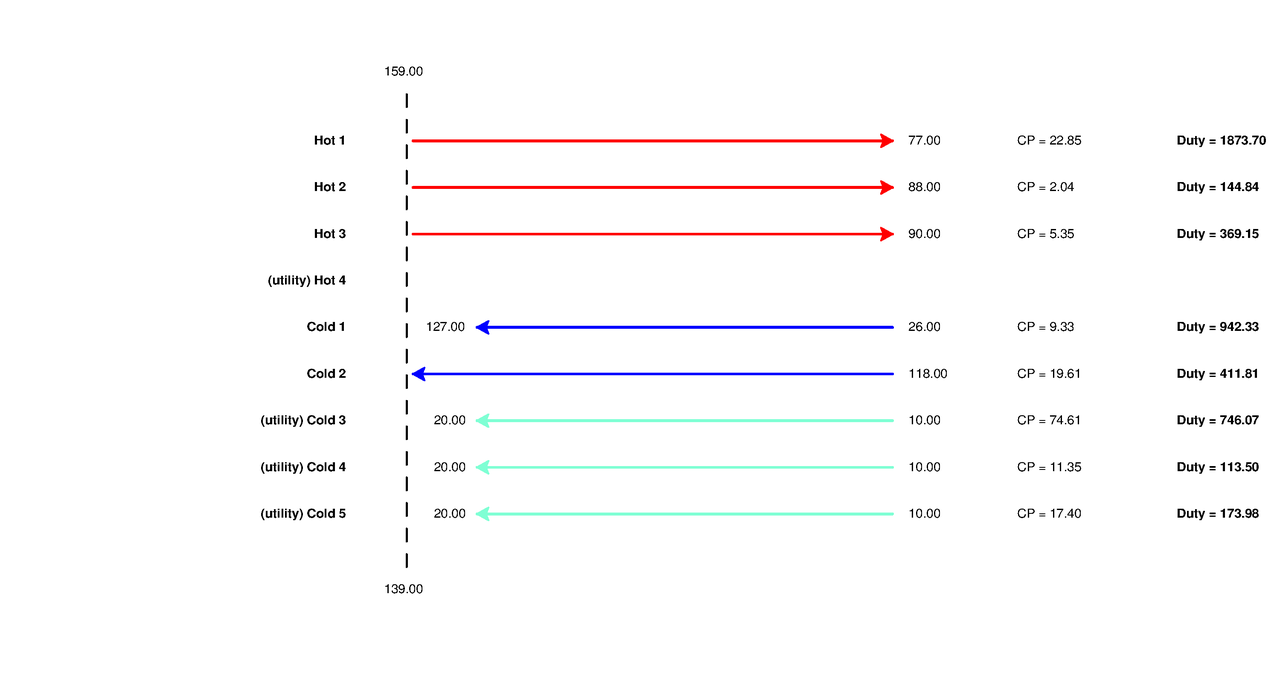 159.00
Hot 1 77.00 CP = 22.85 Duty = 1873.70
Hot 2 88.00 CP = 2.04 Duty = 144.84
Hot 3 90.00 CP = 5.35 Duty = 369.15
(utility) Hot 4
Cold 1 127.00 26.00 CP = 9.33 Duty = 942.33
Cold 2 118.00 CP = 19.61 Duty = 411.81
(utility) Cold 3 20.00 10.00 CP = 74.61 Duty = 746.07
(utility) Cold 4 20.00 10.00 CP = 11.35 Duty = 113.50
(utility) Cold 5 20.00 10.00 CP = 17.40 Duty = 173.98
139.00